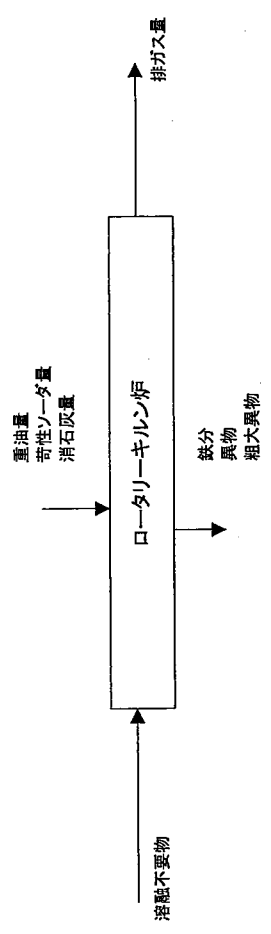 重油量
苛性ソーダ量
消石灰量
溶融不要物
ロータリーキルン炉
排ガス量
鉄分
異物
粗大異物